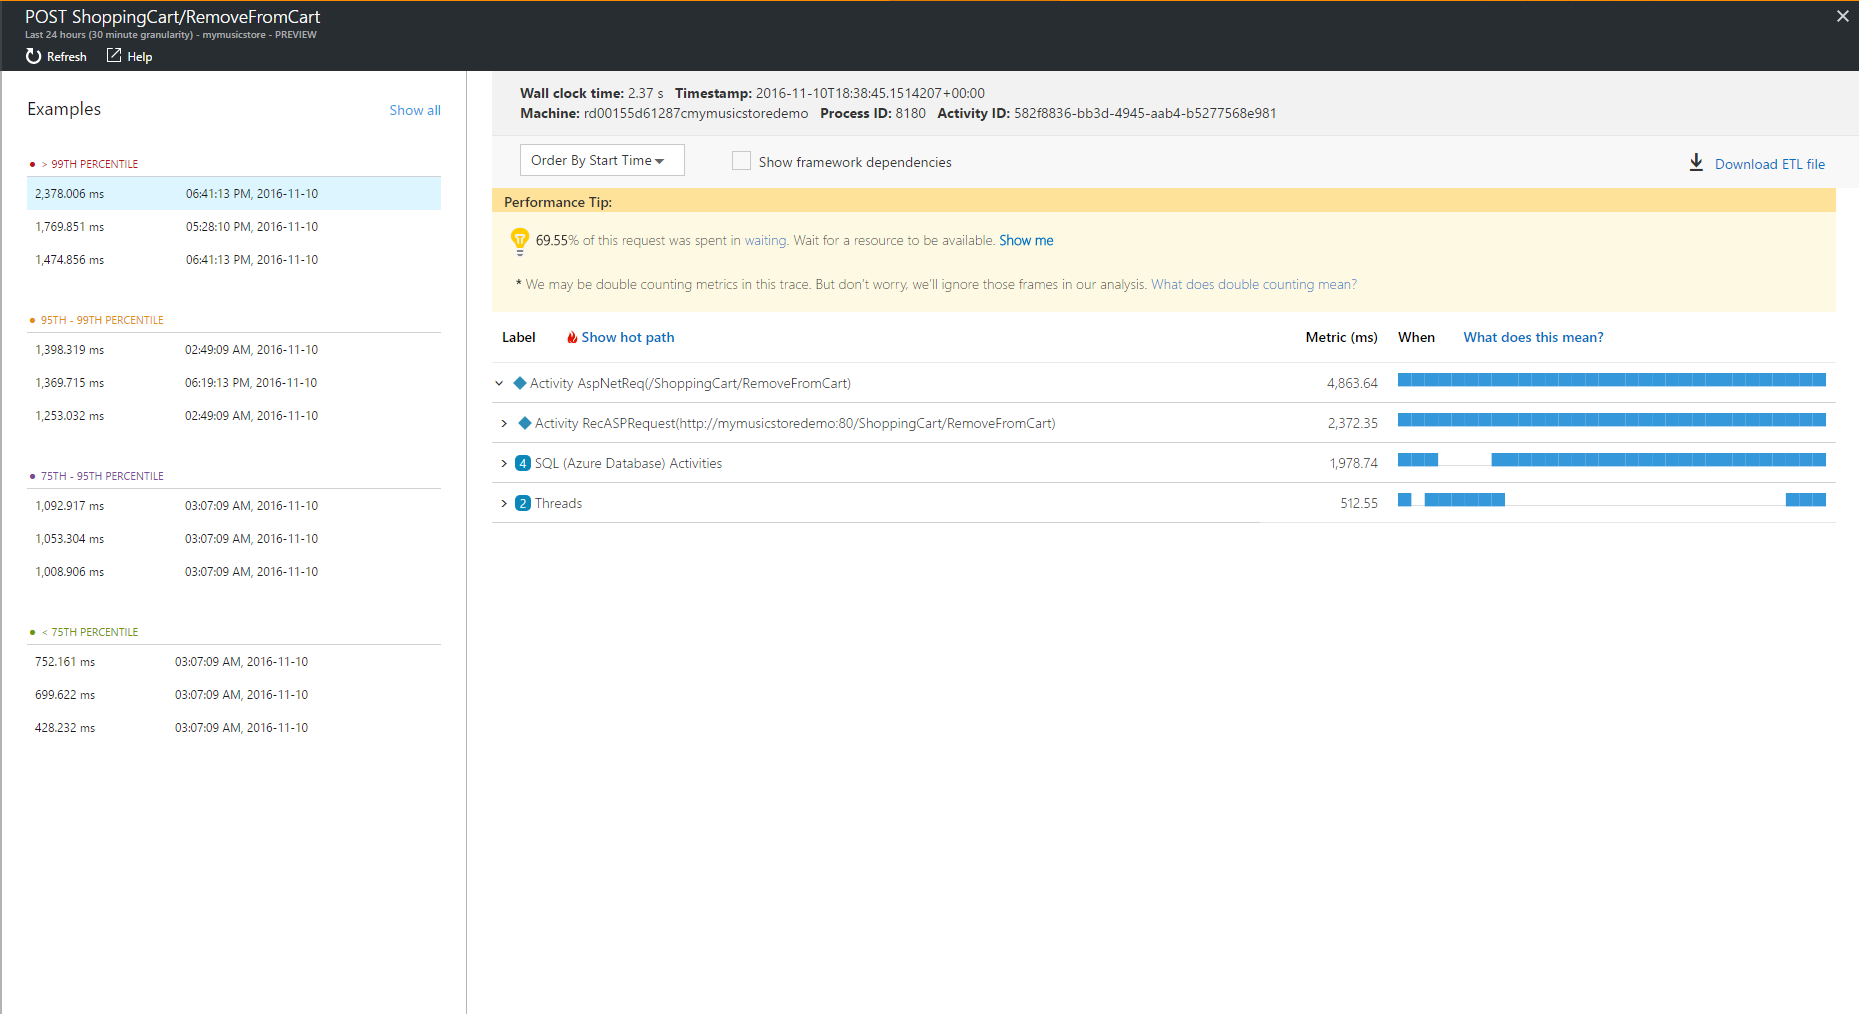 POST ShoppingCart/RemoveFromCart
Last 24 hours (30 minute granularity) - mymusicstore - PREVIEW
Refresh Help
Examples Show all
> 99TH PERCENTILE
2,378.006 ms 06:41:13 PM, 2016-11-10
1,769.851 ms 05:28:10 PM, 2016-11-10
1,474.856 ms 06:41:13 PM, 2016-11-10
95TH - 99TH PERCENTILE
1,398.319 ms 02:49:09 AM, 2016-11-10
1,369.715 ms 06:19:13 PM, 2016-11-10
1,253.032 ms 02:49:09 AM, 2016-11-10
75TH - 95TH PERCENTILE
1,092.917 ms 03:07:09 AM, 2016-11-10
1,053.304 ms 03:07:09 AM, 2016-11-10
1,008.906 ms 03:07:09 AM, 2016-11-10
< 75TH PERCENTILE
752.161 ms 03:07:09 AM, 2016-11-10
699.622 ms 03:07:09 AM, 2016-11-10
428.232 ms 03:07:09 AM, 2016-11-10
Wall clock time: 2.37 s Timestamp: 2016-11-10T18:38:45.1514207+00:00
Machine: rd00155d61287cmymusicstoredemo Process ID: 8180 Activity ID: 582f8836-bb3d-4945-aab4-b5277568e981
Order By Start Time Show framework dependencies Download ETL file
Performance Tip:
69.55% of this request was spent in waiting. Wait for a resource to be available. Show me
* We may be double counting metrics in this trace. But don't worry, we'll ignore those frames in our analysis. What does double counting mean?
Label Show hot path Metric (ms) When What does this mean?
Activity AspNetReq(/ShoppingCart/RemoveFromCart) 4,863.64
Activity RecASPRequest(http://mymusicstoredemo:80/ShoppingCart/RemoveFromCart) 2,372.35
4 SQL (Azure Database) Activities 1,978.74
2 Threads 512.55